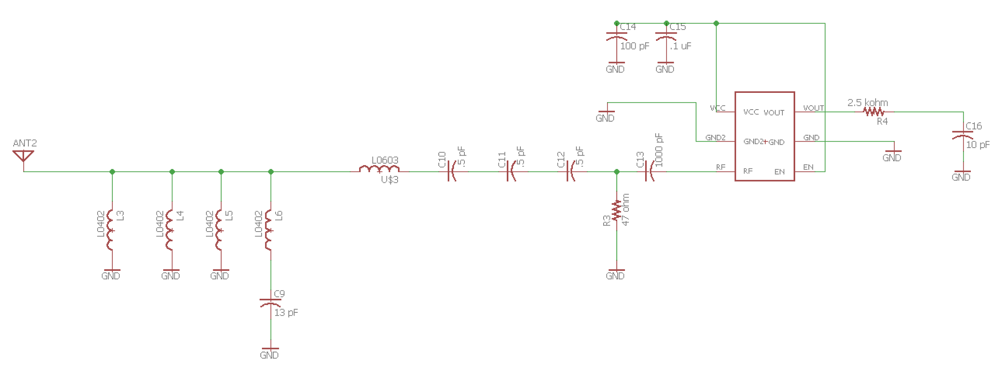 C14
100 pF
GND
C15
.1 uF
GND
GND
VCC
GND2
RF
VCC VOUT
GND2 GND
RF
EN
VOUT
GND
EN
2.5 kohm
R4
C16
10 pF
GND
GND
ANT2
L0603
U$3
C10
.5 pF
C11
.5 pF
C12
.5 pF
C13
1000 pF
L0402
L3
GND
L0402
L4
GND
L0402
L5
GND
L0402
L6
C9
13 pF
GND
R3
47 ohm
GND